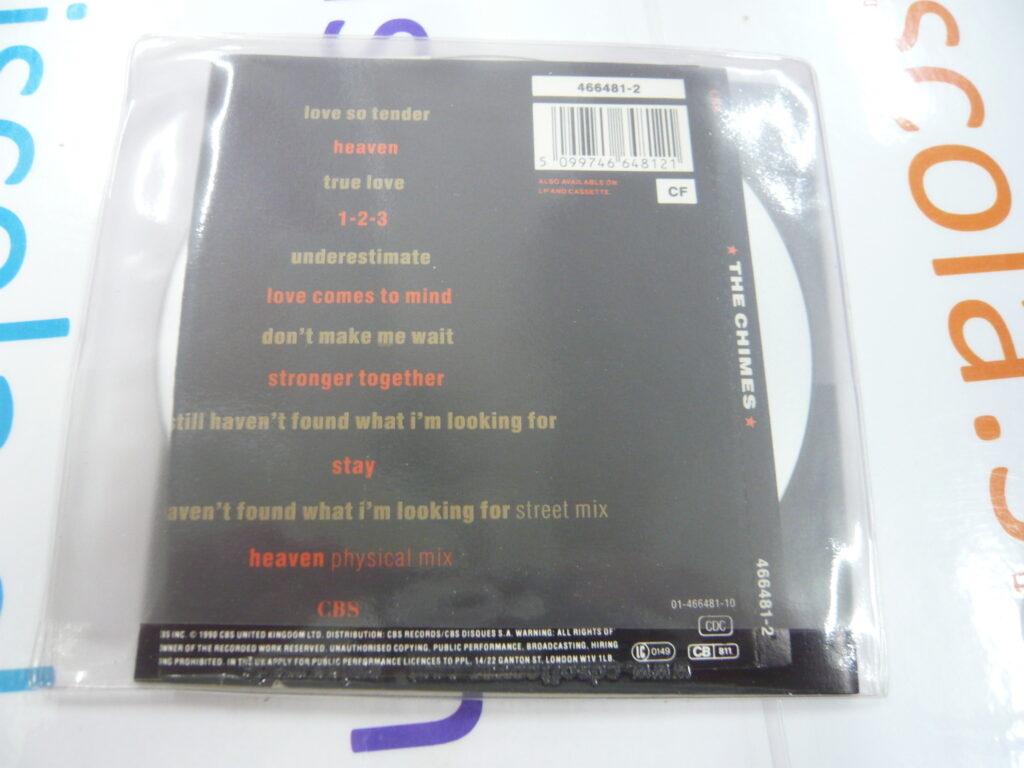 love so tender
heaven
true love
1-2-3
underestimate
love comes to mind
don't make me wait
stronger together
still haven't found what i'm looking for
stay
aven't found what i'm looking for street mix
heaven physical mix
CBS
466481-2
5 099746 648121
ALSO AVAILABLE ON
LP AND CASSETTE.
CF
★ THE CHIMES ★
466481-2
01-466481-10
CDC
BS INC. © 1990 CBS UNITED KINGDOM LTD. DISTRIBUTION: CBS RECORDS/CBS DISQUES S.A. WARNING: ALL RIGHTS OF
WNER OF THE RECORDED WORK RESERVED. UNAUTHORISED COPYING, PUBLIC PERFORMANCE, BROADCASTING, HIRING
ING PROHIBITED. IN THE UK APPLY FOR PUBLIC PERFORMANCE LICENCES TO PPL, 14/22 GANTON ST, LONDON W1V 1LB.
LC 0149
CB 811